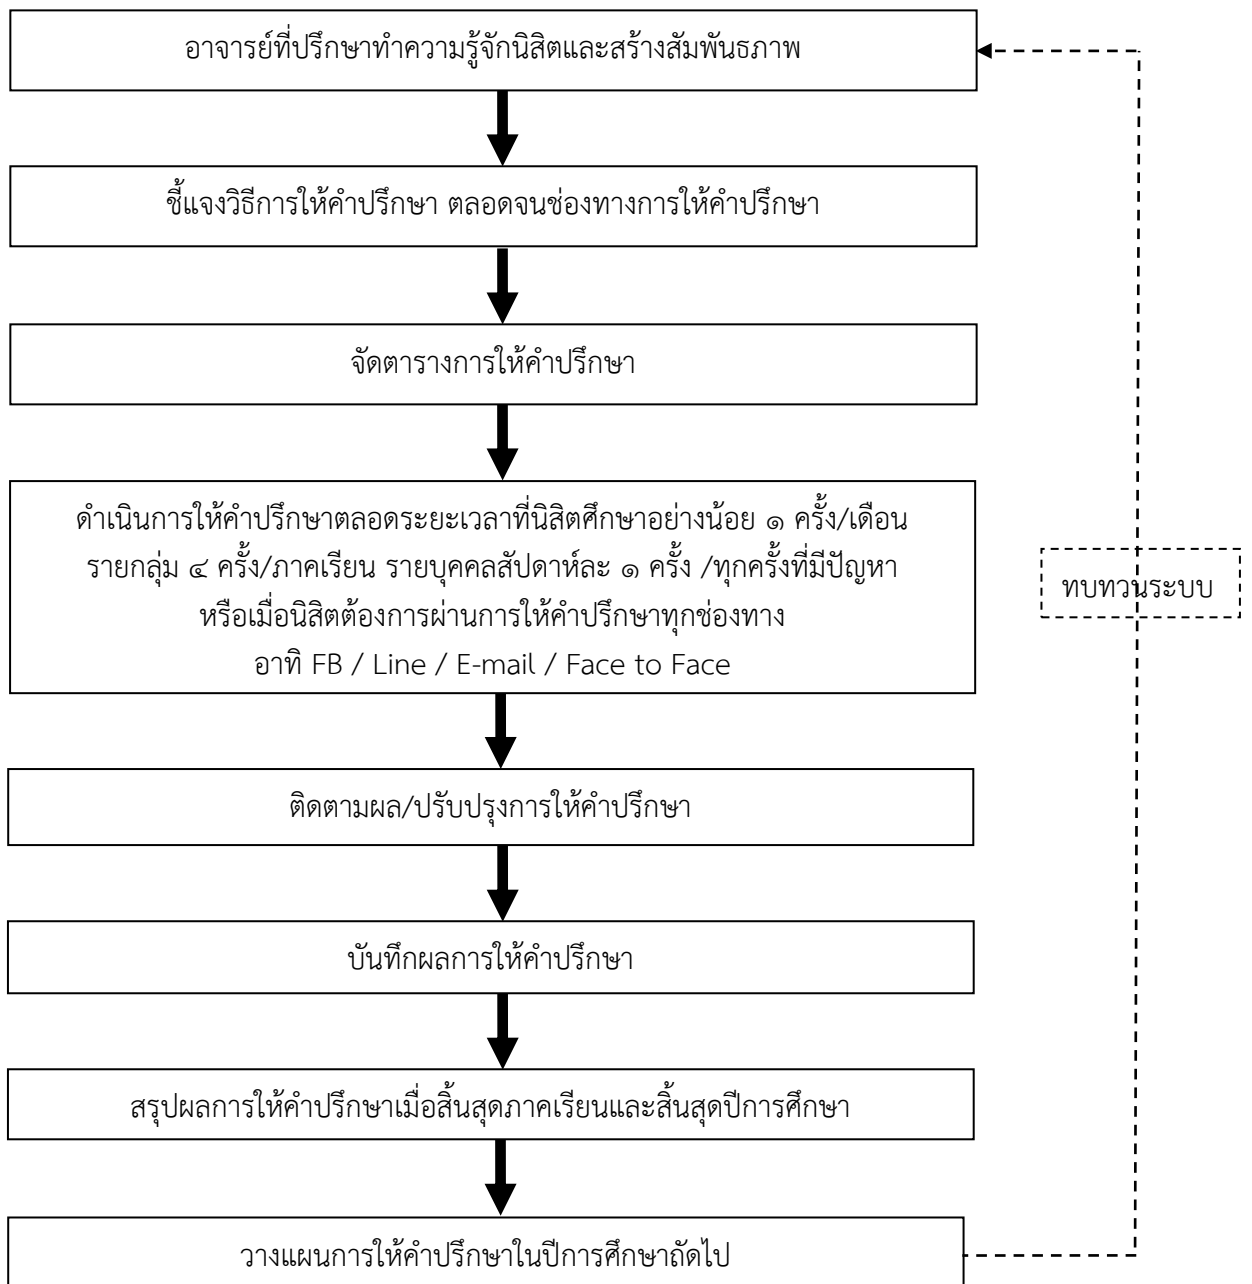 อาจารย์ที่ปรึกษาทำความรู้จักนิสิตและสร้างสัมพันธภาพ
ชี้แจงวิธีการให้คำปรึกษา ตลอดจนช่องทางการให้คำปรึกษา
จัดตารางการให้คำปรึกษา
ดำเนินการให้คำปรึกษาตลอดระยะเวลาที่นิสิตศึกษาอย่างน้อย ๑ ครั้ง/เดือน
รายกลุ่ม ๔ ครั้ง/ภาคเรียน รายบุคคลสัปดาห์ละ ๑ ครั้ง /ทุกครั้งที่มีปัญหา
หรือเมื่อนิสิตต้องการผ่านการให้คำปรึกษาทุกช่องทาง
อาทิ FB / Line / E-mail / Face to Face
ทบทวนระบบ
ติดตามผล/ปรับปรุงการให้คำปรึกษา
บันทึกผลการให้คำปรึกษา
สรุปผลการให้คำปรึกษาเมื่อสิ้นสุดภาคเรียนและสิ้นสุดปีการศึกษา
วางแผนการให้คำปรึกษาในปีการศึกษาถัดไป